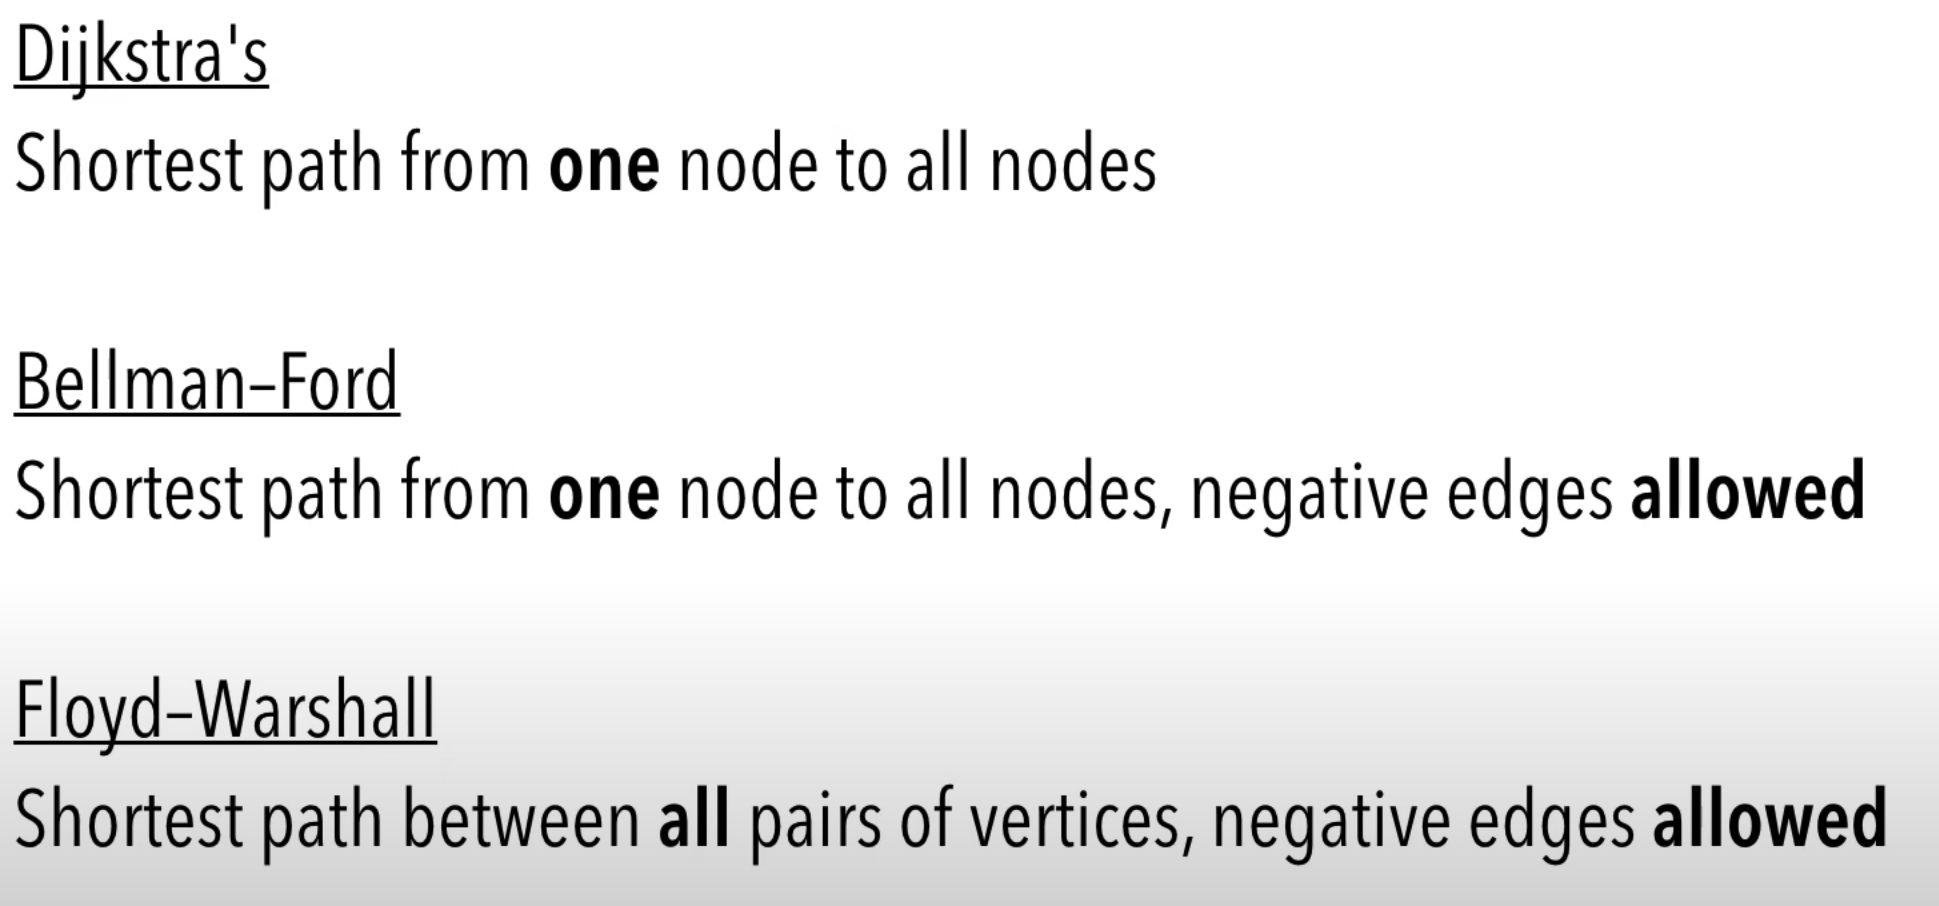 Dijkstra's
Shortest path from one node to all nodes
Bellman–Ford
Shortest path from one node to all nodes, negative edges allowed
Floyd–Warshall
Shortest path between all pairs of vertices, negative edges allowed